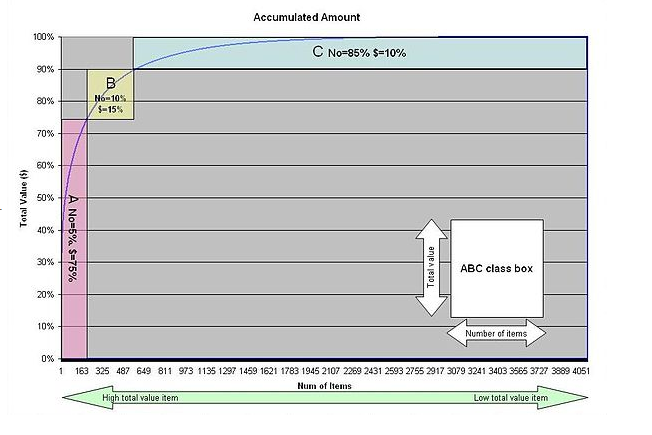 Accumulated Amount
100%
90%
80%
70%
60%
50%
40%
30%
20%
10%
0%
Total Value ($)
C No=85% $=10%
B
No=10%
$=15%
A No=5%, $=75%
Total value
ABC class box
Number of items
1 163 325 487 649 811 973 1135 1297 1459 1621 1783 1945 2107 2269 2431 2593 2755 2917 3079 3241 3403 3565 3727 3889 4051
Num of Items
High total value item
Low total value item